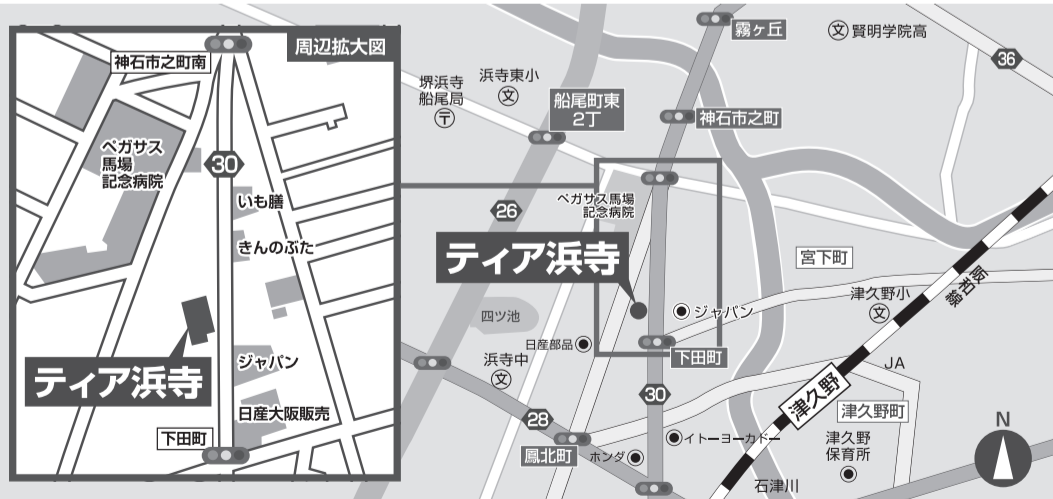 周辺拡大図
神石市之町南
ペガサス
馬場
記念病院
30
いも膳
きんのぶた
ティア浜寺
ジャパン
日産大阪販売
下田町
霧ヶ丘
文 賢明学院高
36
堺浜寺
船尾局
〒
浜寺東小
文
船尾町東
2丁
神石市之町
26
ペガサス馬場
記念病院
ティア浜寺
宮下町
阪和線
津久野小
文
四ツ池
ジャパン
日産部品
下田町
浜寺中
文
JA
津久野
30
津久野町
28
鳳北町
イトーヨーカドー
ホンダ
津久野
保育所
石津川
N